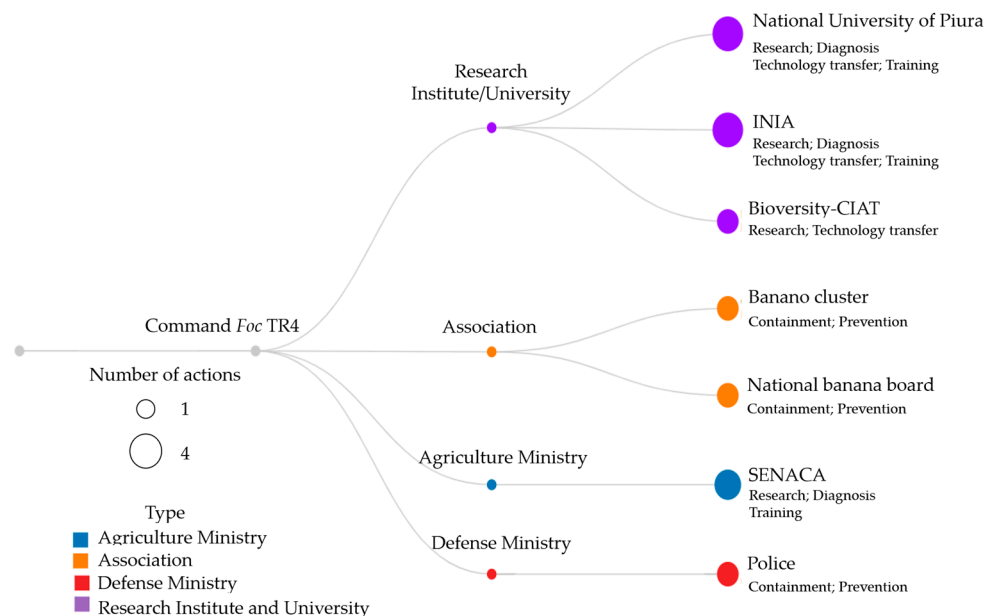 National University of Piura
Research; Diagnosis
Technology transfer; Training
Research
Institute/University
INIA
Research; Diagnosis
Technology transfer; Training
Bioversity-CIAT
Research; Technology transfer
Banano cluster
Containment; Prevention
Command Foc TR4
Association
Number of actions
1
4
National banana board
Containment; Prevention
Agriculture Ministry
SENACA
Research; Diagnosis
Training
Type
Agriculture Ministry
Association
Defense Ministry
Research Institute and University
Defense Ministry
Police
Containment; Prevention